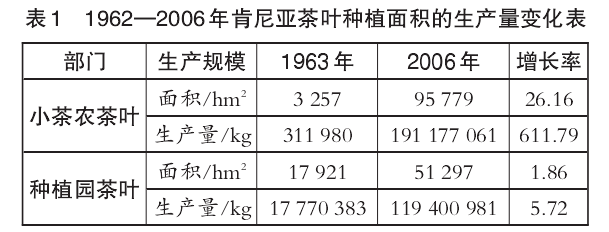 表1 1962—2006年肯尼亚茶叶种植面积的生产量变化表
部门 生产规模 1963年 2006年 增长率
小茶农茶叶 面积/hm² 3 257 95 779 26.16
生产量/kg 311 980 191 177 061 611.79
种植园茶叶 面积/hm² 17 921 51 297 1.86
生产量/kg 17 770 383 119 400 981 5.72